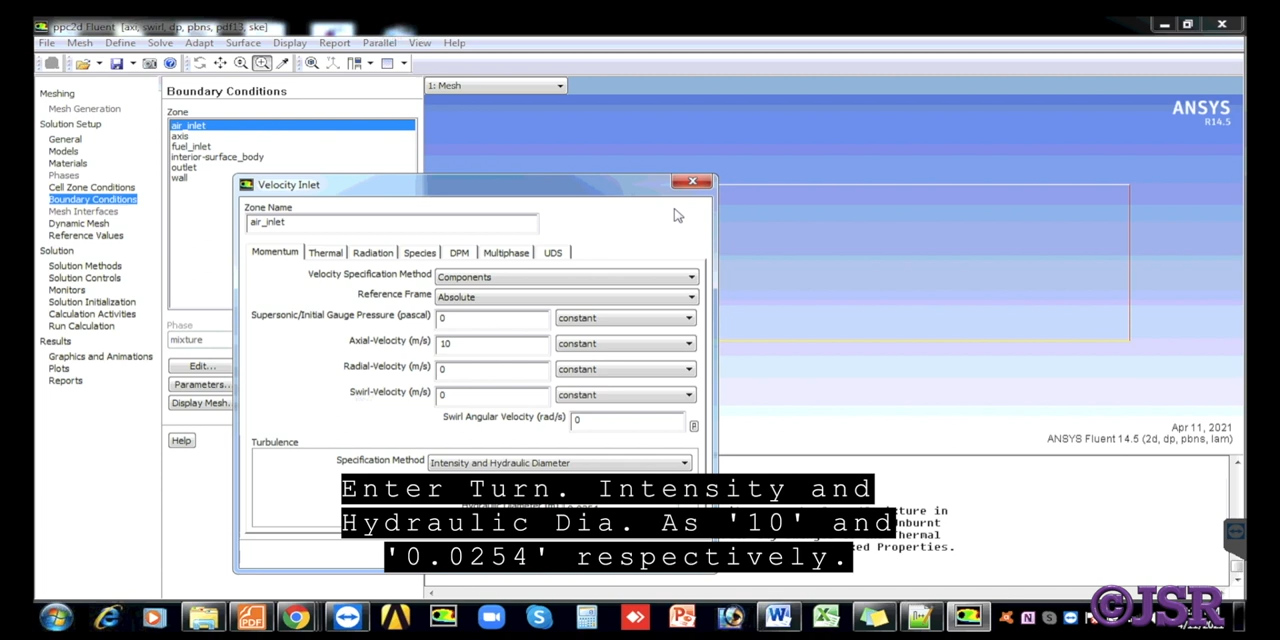 ppc2d Fluent [axi, swirl, dp, pbns, pdf13, ske]
File Mesh Define Solve Adapt Surface Display Report Parallel View Help
Meshing
Mesh Generation
Solution Setup
General
Models
Materials
Phases
Cell Zone Conditions
Boundary Conditions
Mesh Interfaces
Dynamic Mesh
Reference Values
Solution
Solution Methods
Solution Controls
Monitors
Solution Initialization
Calculation Activities
Run Calculation
Results
Graphics and Animations
Plots
Reports
Boundary Conditions
Zone
air_inlet
axis
fuel_inlet
interior-surface_body
outlet
wall
Phase
mixture
Edit...
Parameters...
Display Mesh.
Help
1: Mesh
ANSYS
R14.5
Velocity Inlet
Zone Name
air_inlet
Momentum Thermal Radiation Species DPM Multiphase UDS
Velocity Specification Method Components
Reference Frame Absolute
Supersonic/Initial Gauge Pressure (pascal) 0 constant
Axial-Velocity (m/s) 10 constant
Radial-Velocity (m/s) 0 constant
Swirl-Velocity (m/s) 0 constant
Swirl Angular Velocity (rad/s) 0 P
Turbulence
Specification Method Intensity and Hydraulic Diameter
Apr 11, 2021
ANSYS Fluent 14.5 (2d, dp, pbns, lam)
Enter Turn. Intensity and
Hydraulic Dia. As '10' and
'0.0254' respectively.
ture in
nburnt
hermal
ed Properties.
©JSR